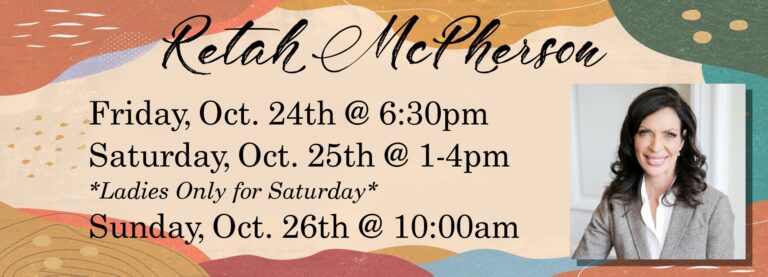 Retah McPherson
Friday, Oct. 24th @ 6:30pm
Saturday, Oct. 25th @ 1-4pm
*Ladies Only for Saturday*
Sunday, Oct. 26th @ 10:00am